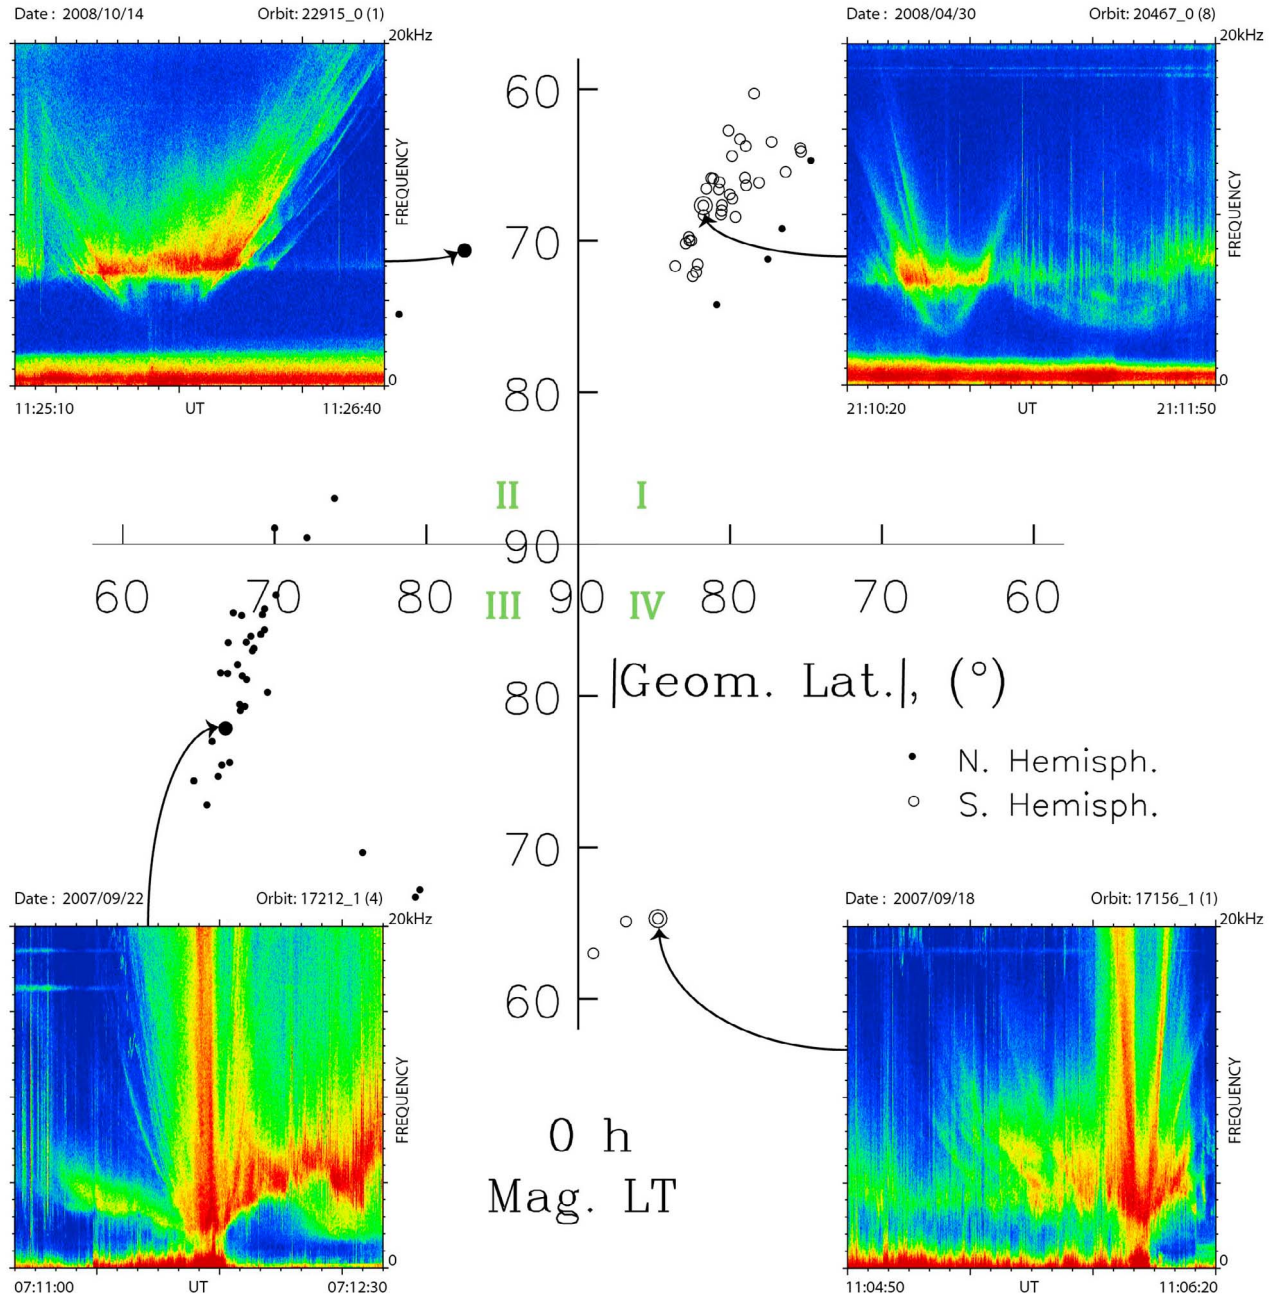 Date : 2008/10/14 Orbit: 22915_0 (1)
20kHz
FREQUENCY
0
11:25:10 UT 11:26:40
Date : 2008/04/30 Orbit: 20467_0 (8)
20kHz
FREQUENCY
0
21:10:20 UT 21:11:50
60
70
80
II I
90
60 70 80 90 80 70 60
III IV
80
|Geom. Lat.|, (°)
N. Hemisph.
S. Hemisph.
70
60
Date : 2007/09/22 Orbit: 17212_1 (4)
20kHz
FREQUENCY
0
07:11:00 UT 07:12:30
0 h
Mag. LT
Date : 2007/09/18 Orbit: 17156_1 (1)
20kHz
FREQUENCY
0
11:04:50 UT 11:06:20